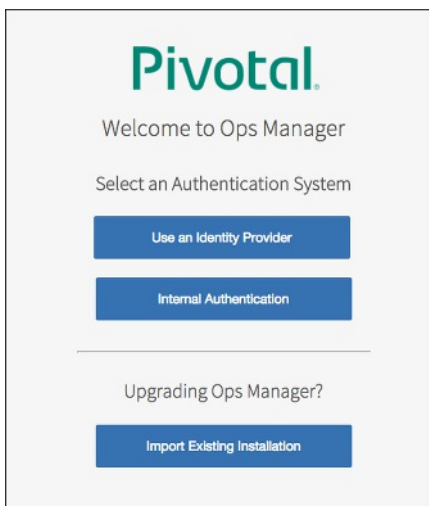 Pivotal.
Welcome to Ops Manager
Select an Authentication System
Use an Identity Provider
Internal Authentication
Upgrading Ops Manager?
Import Existing Installation